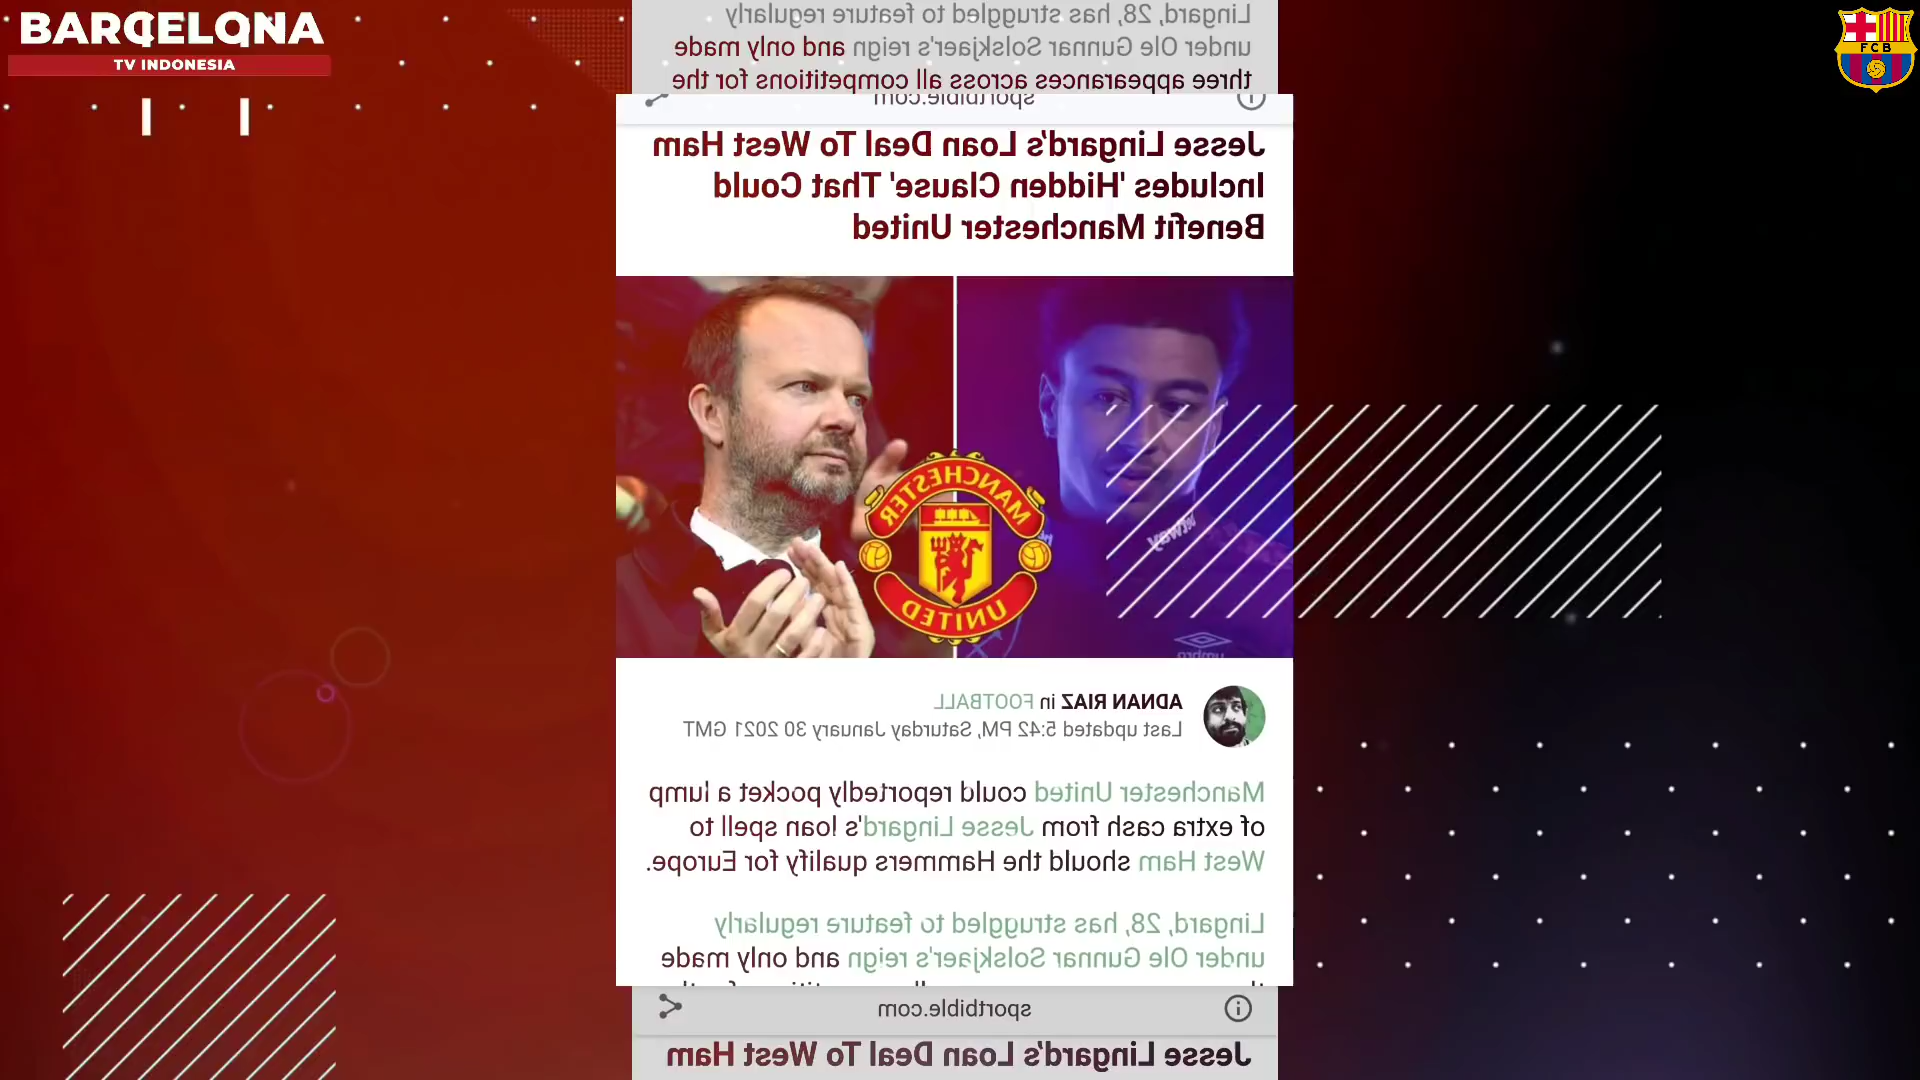 BARCELONA
TV INDONESIA
FCB
Lingard, 28, has struggled to feature regularly
under Ole Gunnar Solskjaer's reign and only made
three appearances across all competitions for the
sportbible.com
Jesse Lingard's Loan Deal To West Ham
Includes 'Hidden Clause' That Could
Benefit Manchester United
MANCHESTER
UNITED
betway
umbro
ADNAN RIAZ in FOOTBALL
Last updated 5:42 PM, Saturday January 30 2021 GMT
Manchester United could reportedly pocket a lump
of extra cash from Jesse Lingard's loan spell to
West Ham should the Hammers qualify for Europe.
Lingard, 28, has struggled to feature regularly
under Ole Gunnar Solskjaer's reign and only made
sportbible.com
Jesse Lingard's Loan Deal To West Ham